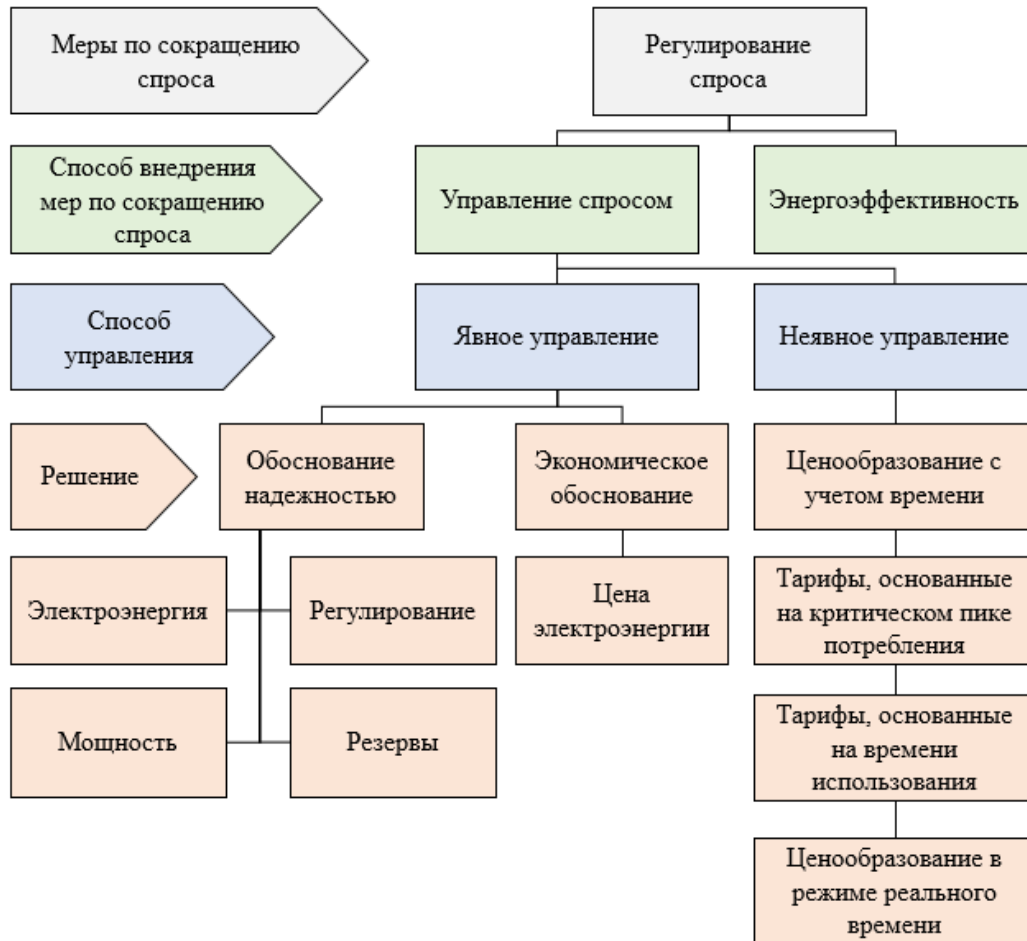 Меры по сокращению
спроса
Регулирование
спроса
Способ внедрения
мер по сокращению
спроса
Управление спросом
Энергоэффективность
Способ
управления
Явное управление
Неявное управление
Решение
Обоснование
надежностью
Экономическое
обоснование
Ценообразование с
учетом времени
Электроэнергия
Регулирование
Цена
электроэнергии
Тарифы, основанные
на критическом пике
потребления
Мощность
Резервы
Тарифы, основанные
на времени
использования
Ценообразование в
режиме реального
времени